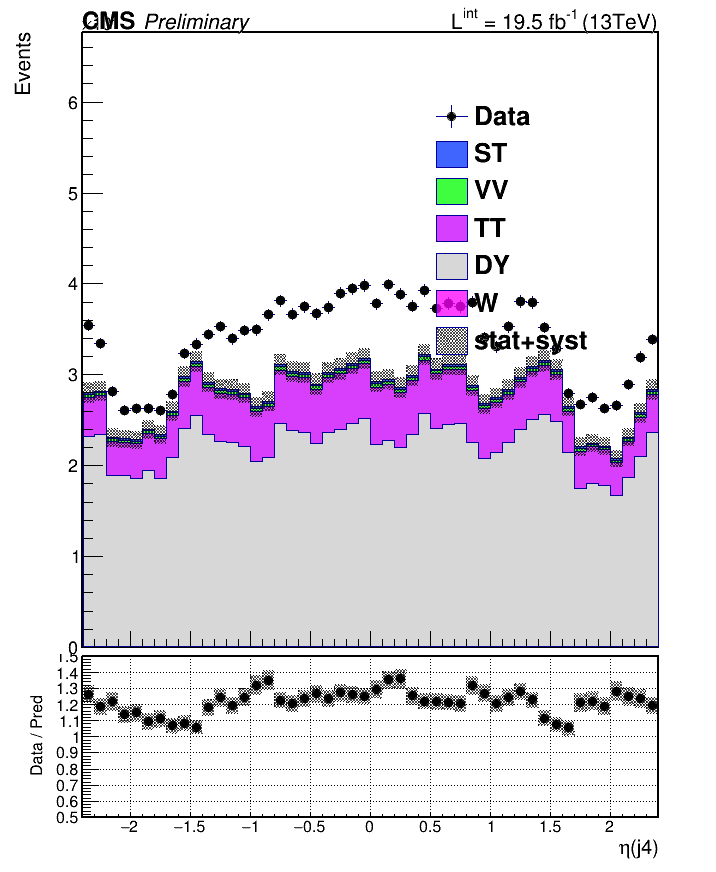 CMS Preliminary L^int = 19.5 fb^-1 (13TeV)
Events
6
5
4
3
2
1
0
Data
ST
VV
TT
DY
W
stat+syst
1.5
1.4
1.3
1.2
1.1
1
0.9
0.8
0.7
0.6
0.5
Data / Pred
−2 −1.5 −1 −0.5 0 0.5 1 1.5 2
η(j4)